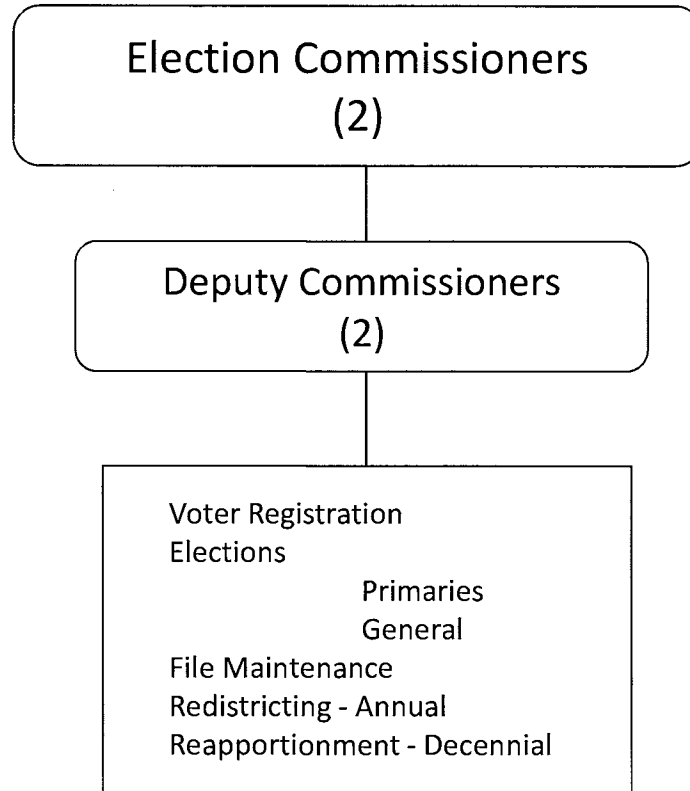 Election Commissioners
(2)
Deputy Commissioners
(2)
Voter Registration
Elections
Primaries
General
File Maintenance
Redistricting - Annual
Reapportionment - Decennial